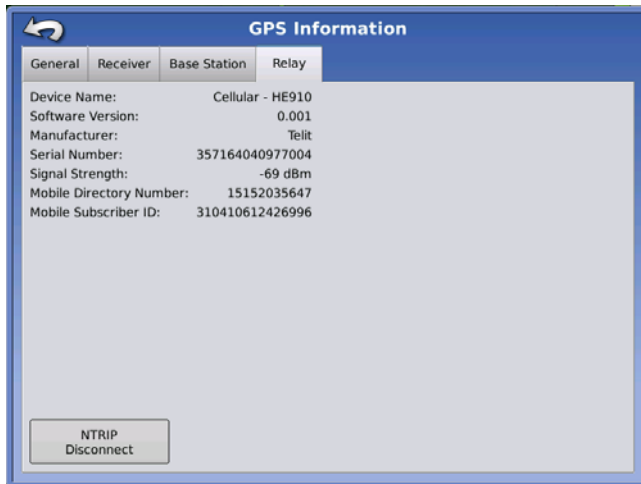 GPS Information
General Receiver Base Station Relay
Device Name: Cellular - HE910
Software Version: 0.001
Manufacturer: Telit
Serial Number: 357164040977004
Signal Strength: -69 dBm
Mobile Directory Number: 15152035647
Mobile Subscriber ID: 310410612426996
NTRIP
Disconnect